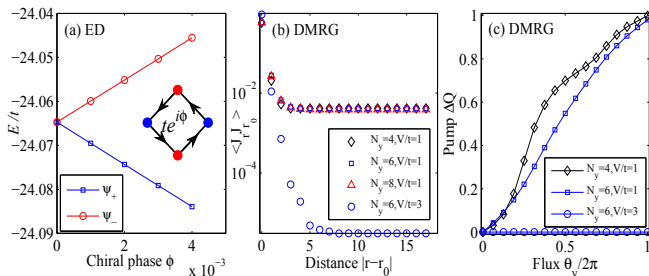 (a) ED
E/t
−24.04
−24.05
−24.06
−24.07
−24.08
−24.09
te^{iϕ}
ψ₊
ψ₋
0 1 2 3 4
x 10⁻³
Chiral phase ϕ
(b) DMRG
<J_r J_{r_0}>
10⁻²
10⁻⁴
N_y=4,V/t=1
N_y=6,V/t=1
N_y=8,V/t=1
N_y=6,V/t=3
0 5 10 15
Distance |r−r₀|
(c) DMRG
Pump ΔQ
1
0.8
0.6
0.4
0.2
0
N_y=4,V/t=1
N_y=6,V/t=1
N_y=6,V/t=3
0 0.5 1
Flux θ_y/2π